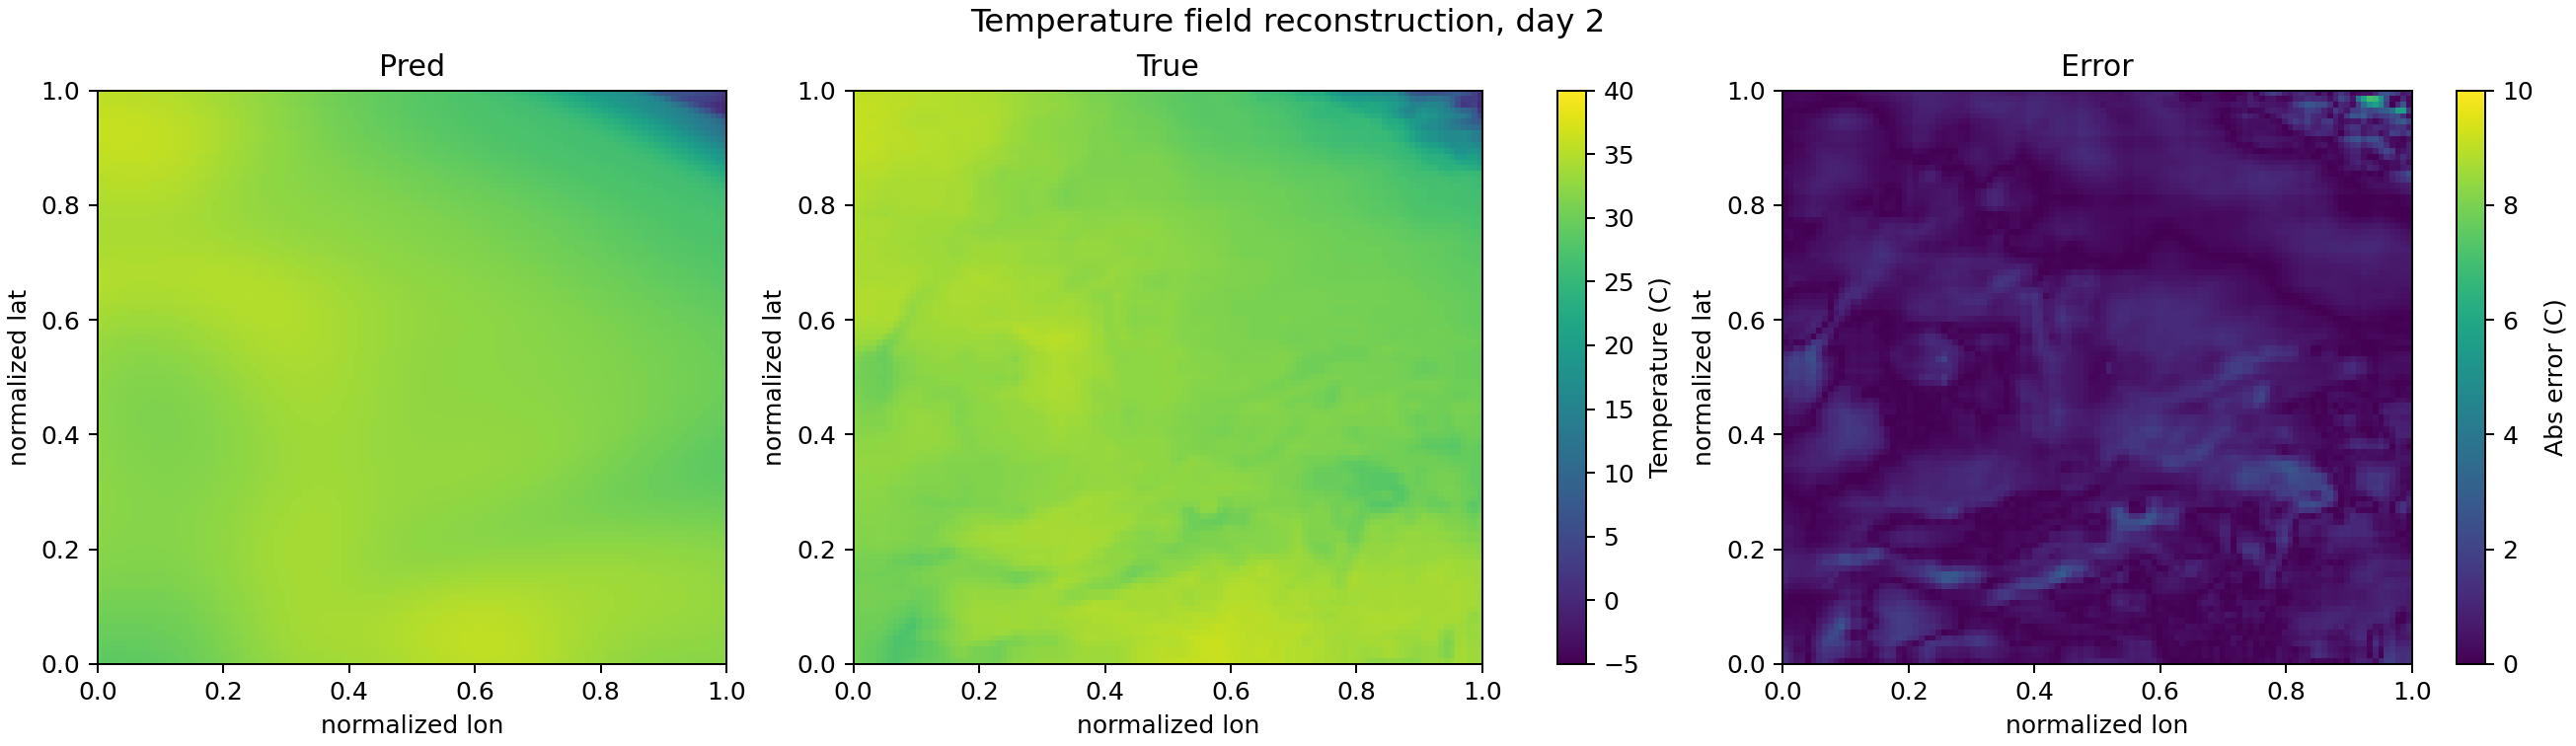 Temperature field reconstruction, day 2
Pred
1.0
0.8
0.6
0.4
0.2
0.0
normalized lat
0.0 0.2 0.4 0.6 0.8 1.0
normalized lon
True
1.0
0.8
0.6
0.4
0.2
0.0
normalized lat
0.0 0.2 0.4 0.6 0.8 1.0
normalized lon
40
35
30
25
20
15
10
5
0
−5
Temperature (C)
Error
1.0
0.8
0.6
0.4
0.2
0.0
normalized lat
0.0 0.2 0.4 0.6 0.8 1.0
normalized lon
10
8
6
4
2
0
Abs error (C)